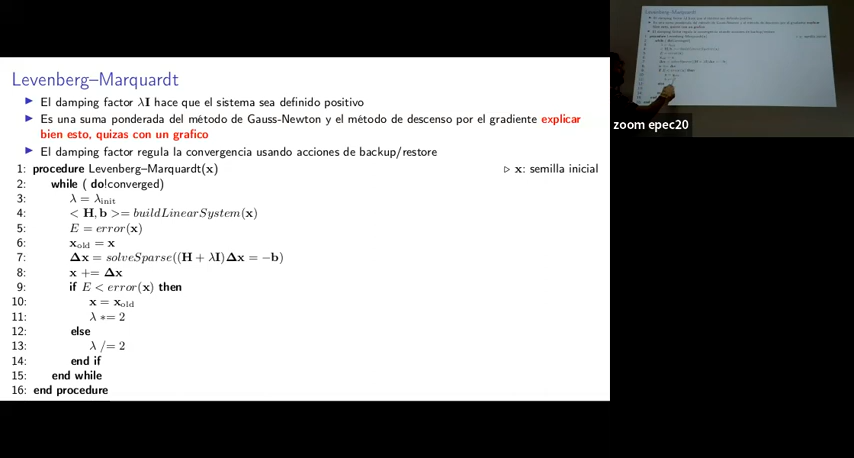 Levenberg–Marquardt
▶ El damping factor λI hace que el sistema sea definido positivo
▶ Es una suma ponderada del método de Gauss-Newton y el método de descenso por el gradiente explicar
bien esto, quizas con un grafico
▶ El damping factor regula la convergencia usando acciones de backup/restore
1: procedure Levenberg–Marquardt(x) ▷ x: semilla inicial
2: while ( do!converged)
3: λ = λinit
4: < H, b >= buildLinearSystem(x)
5: E = error(x)
6: xold = x
7: Δx = solveSparse((H + λI)Δx = −b)
8: x += Δx
9: if E < error(x) then
10: x = xold
11: λ ∗= 2
12: else
13: λ /= 2
14: end if
15: end while
16: end procedure
zoom epec20